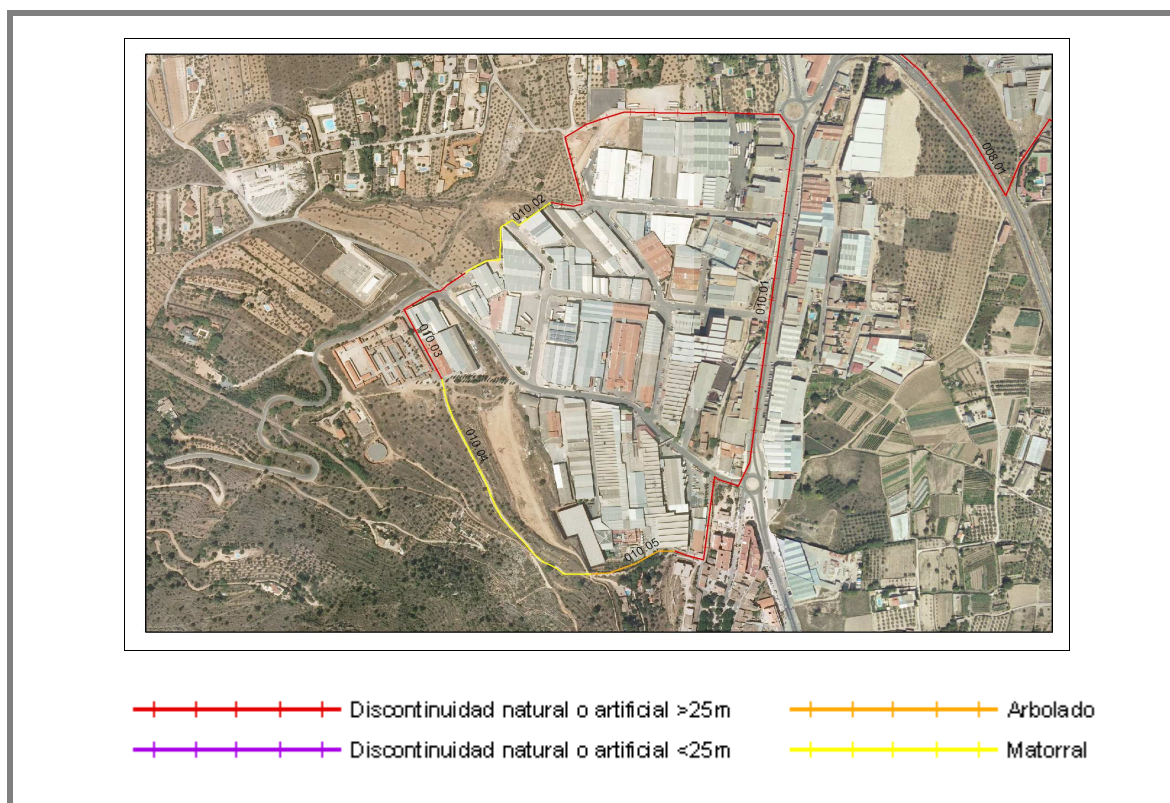 008.01
010.02
010.01
010.03
010.04
010.05
Discontinuidad natural o artificial >25m
Arbolado
Discontinuidad natural o artificial <25m
Matorral